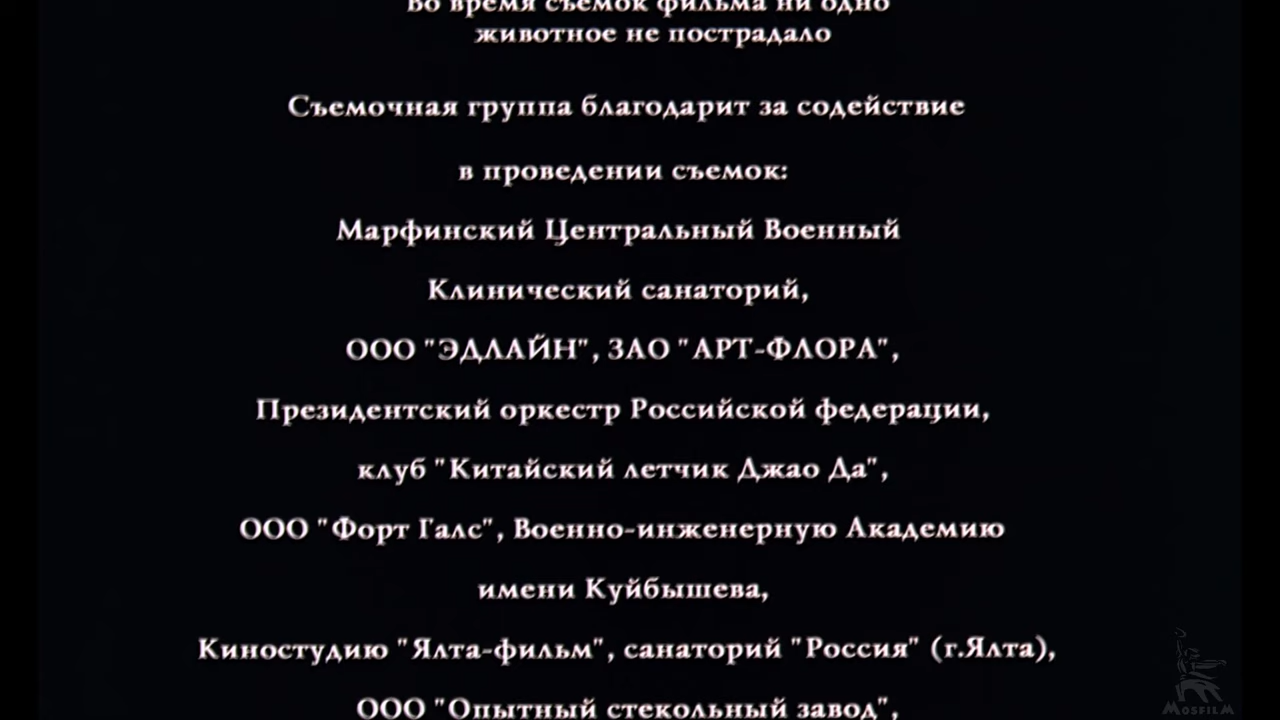 Во время съемок фильма ни одно
животное не пострадало
Съемочная группа благодарит за содействие
в проведении съемок:
Марфинский Центральный Военный
Клинический санаторий,
ООО "ЭДЛАЙН", ЗАО "АРТ-ФЛОРА",
Президентский оркестр Российской федерации,
клуб "Китайский летчик Джао Да",
ООО "Форт Галс", Военно-инженерную Академию
имени Куйбышева,
Киностудию "Ялта-фильм", санаторий "Россия" (г.Ялта),
ООО "Опытный стекольный завод",
MOSFILM